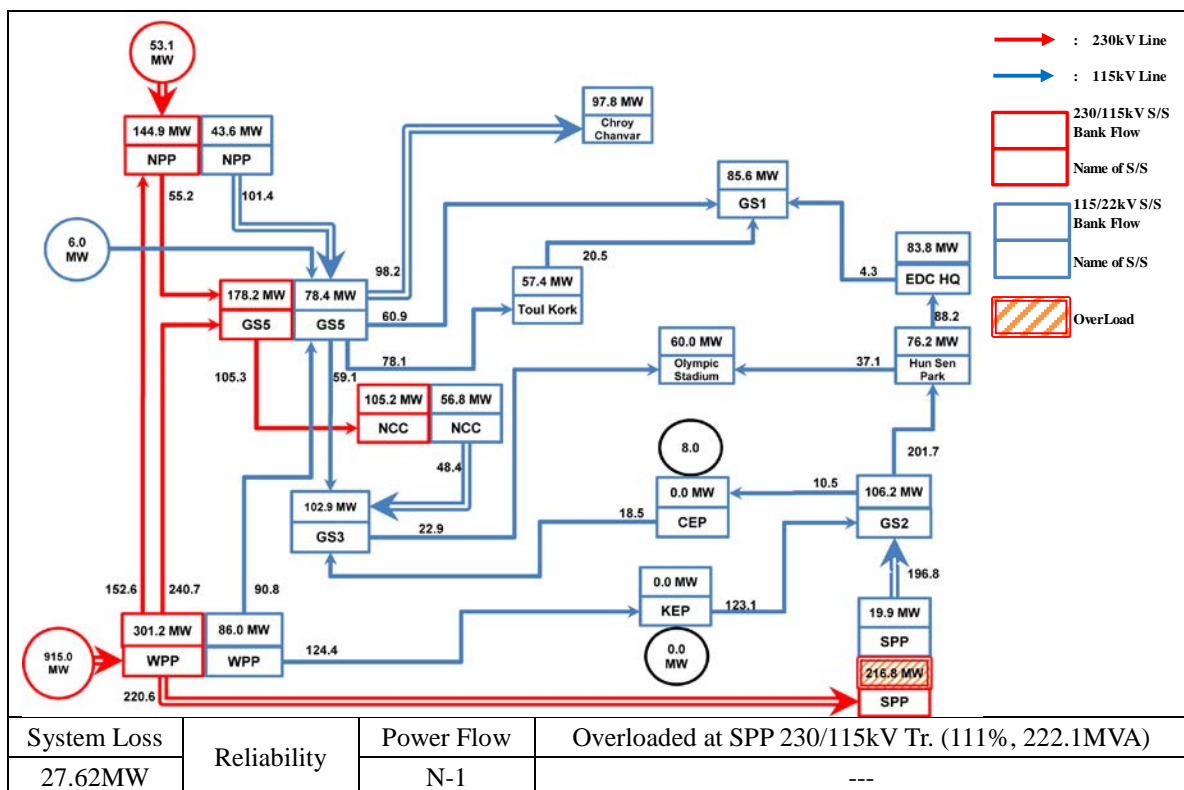 53.1
MW
144.9 MW
NPP
43.6 MW
NPP
55.2
101.4
6.0
MW
178.2 MW
GS5
78.4 MW
GS5
98.2
60.9
78.1
59.1
105.3
97.8 MW
Chroy
Chanvar
85.6 MW
GS1
20.5
57.4 MW
Toul Kork
4.3
83.8 MW
EDC HQ
88.2
60.0 MW
Olympic
Stadium
37.1
76.2 MW
Hun Sen
Park
105.2 MW
NCC
56.8 MW
NCC
48.4
201.7
8.0
102.9 MW
GS3
22.9
18.5
0.0 MW
CEP
10.5
106.2 MW
GS2
196.8
152.6
240.7
90.8
0.0 MW
KEP
123.1
0.0
MW
915.0
MW
301.2 MW
WPP
86.0 MW
WPP
124.4
220.6
19.9 MW
SPP
216.8 MW
SPP
: 230kV Line
: 115kV Line
230/115kV S/S
Bank Flow
Name of S/S
115/22kV S/S
Bank Flow
Name of S/S
OverLoad
System Loss
27.62MW
Reliability
Power Flow
Overloaded at SPP 230/115kV Tr. (111%, 222.1MVA)
N-1
---